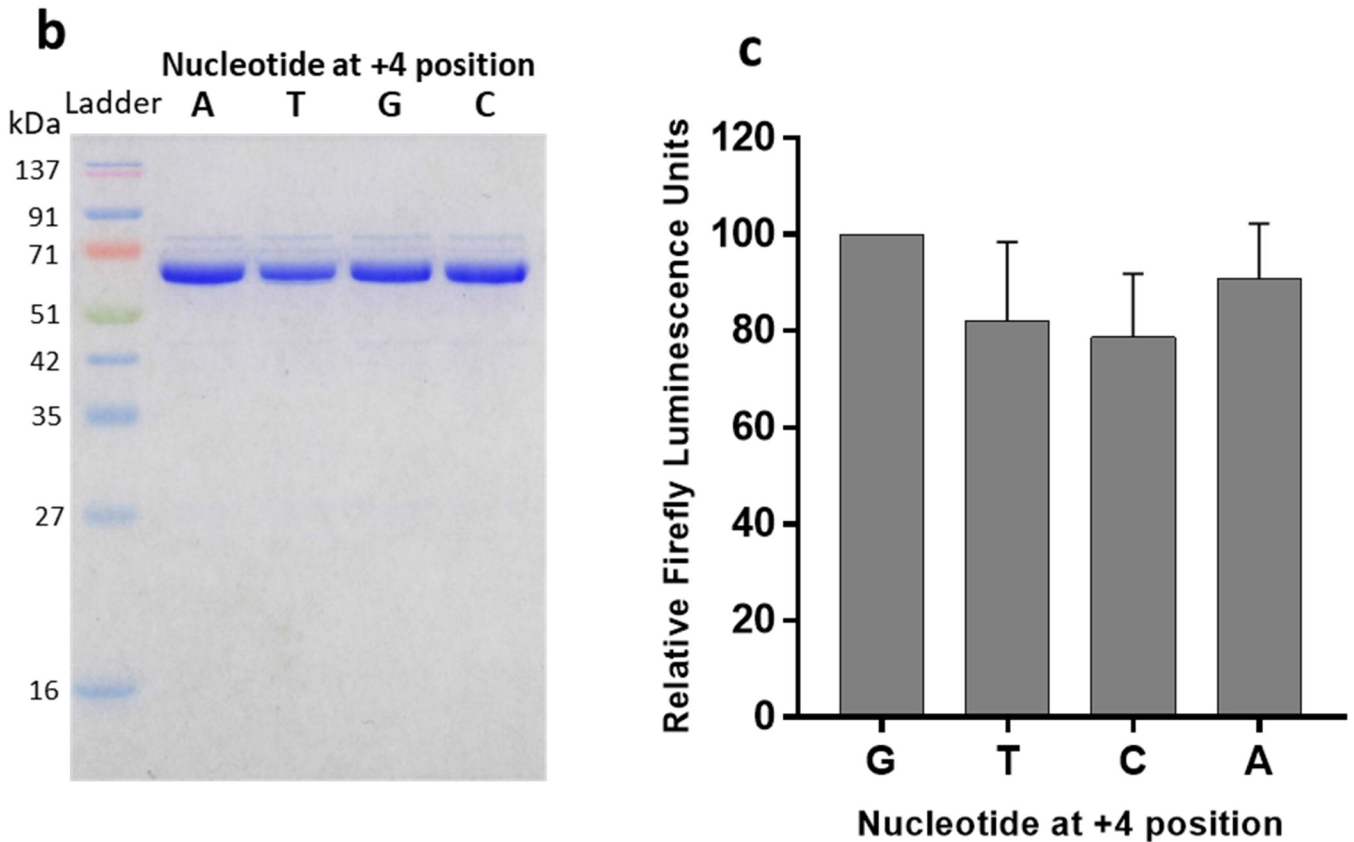 b
Nucleotide at +4 position
Ladder A T G C
kDa
137
91
71
51
42
35
27
16
c
Relative Firefly Luminescence Units
120
100
80
60
40
20
0
G T C A
Nucleotide at +4 position